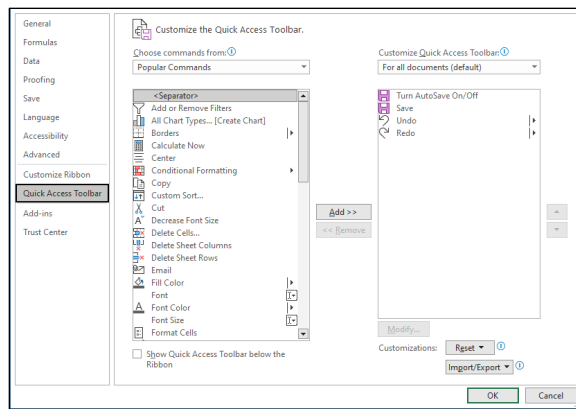 General
Formulas
Data
Proofing
Save
Language
Accessibility
Advanced
Customize Ribbon
Quick Access Toolbar
Add-ins
Trust Center
Customize the Quick Access Toolbar.
Choose commands from:
Popular Commands
<Separator>
Add or Remove Filters
All Chart Types... [Create Chart]
Borders
Calculate Now
Center
Conditional Formatting
Copy
Custom Sort...
Cut
Decrease Font Size
Delete Cells...
Delete Sheet Columns
Delete Sheet Rows
Email
Fill Color
Font
Font Color
Font Size
Format Cells
Show Quick Access Toolbar below the
Ribbon
Add >>
<< Remove
Customize Quick Access Toolbar:
For all documents (default)
Turn AutoSave On/Off
Save
Undo
Redo
Modify...
Customizations:
Reset
Import/Export
OK
Cancel